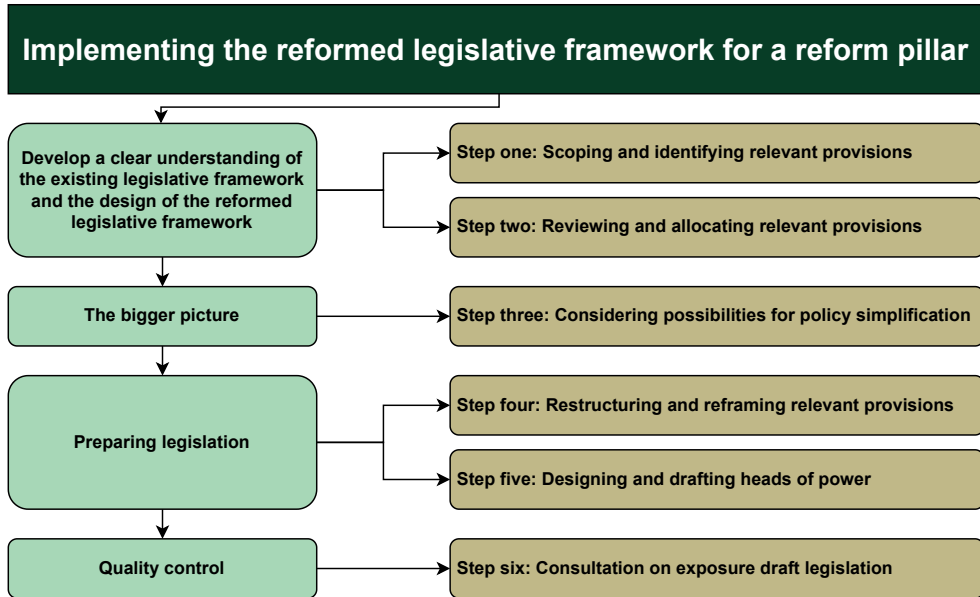 Implementing the reformed legislative framework for a reform pillar
Develop a clear understanding of
the existing legislative framework
and the design of the reformed
legislative framework
Step one: Scoping and identifying relevant provisions
Step two: Reviewing and allocating relevant provisions
The bigger picture
Step three: Considering possibilities for policy simplification
Preparing legislation
Step four: Restructuring and reframing relevant provisions
Step five: Designing and drafting heads of power
Quality control
Step six: Consultation on exposure draft legislation